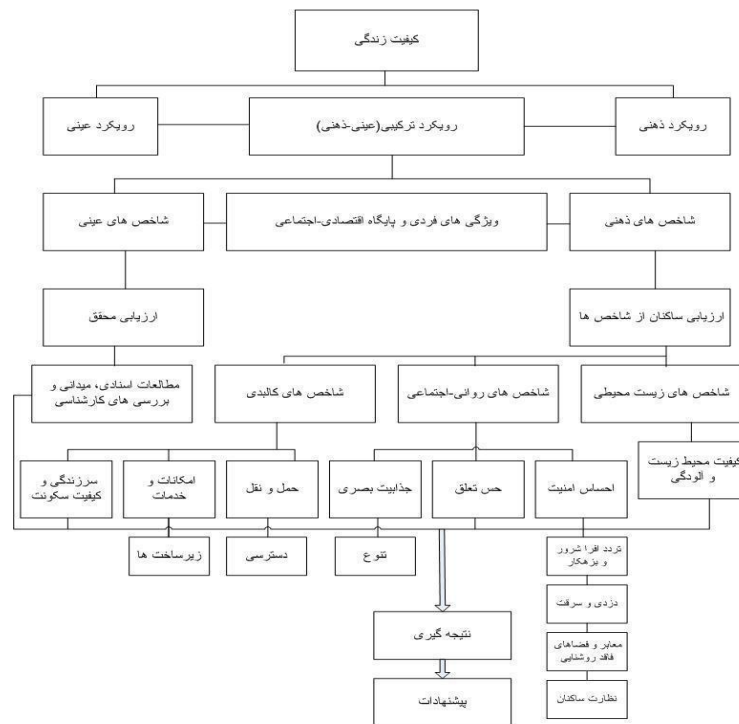 کیفیت زندگی
رویکرد ذهنی
رویکرد ترکیبی(عینی-ذهنی)
رویکرد عینی
شاخص های ذهنی
ویژگی های فردی و پایگاه اقتصادی-اجتماعی
شاخص های عینی
ارزیابی ساکنان از شاخص ها
ارزیابی محقق
شاخص های زیست محیطی
شاخص های روانی-اجتماعی
شاخص های کالبدی
مطالعات اسنادی، میدانی و
بررسی های کارشناسی
کیفیت محیط زیست
و آلودگی
احساس امنیت
حس تعلق
جذابیت بصری
حمل و نقل
امکانات و
خدمات
سرزندگی و
کیفیت سکونت
تردد افرا شرور
و بزهکار
تنوع
دسترسی
زیرساخت ها
دزدی و سرقت
معابر و فضاهای
فاقد روشنایی
نظارت ساکنان
نتیجه گیری
پیشنهادات